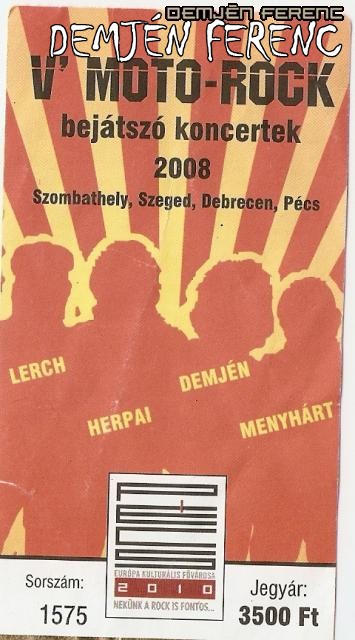 DEMJÉN FERENC
DEMJÉN FERENC
V' MOTO-ROCK
bejátszó koncertek
2008
Szombathely, Szeged, Debrecen, Pécs
LERCH
HERPAI
DEMJÉN
MENYHÁRT
PÉCS
EURÓPA KULTURÁLIS FŐVÁROSA
2010
NEKÜNK A ROCK IS FONTOS...
Sorszám:
1575
Jegyár:
3500 Ft